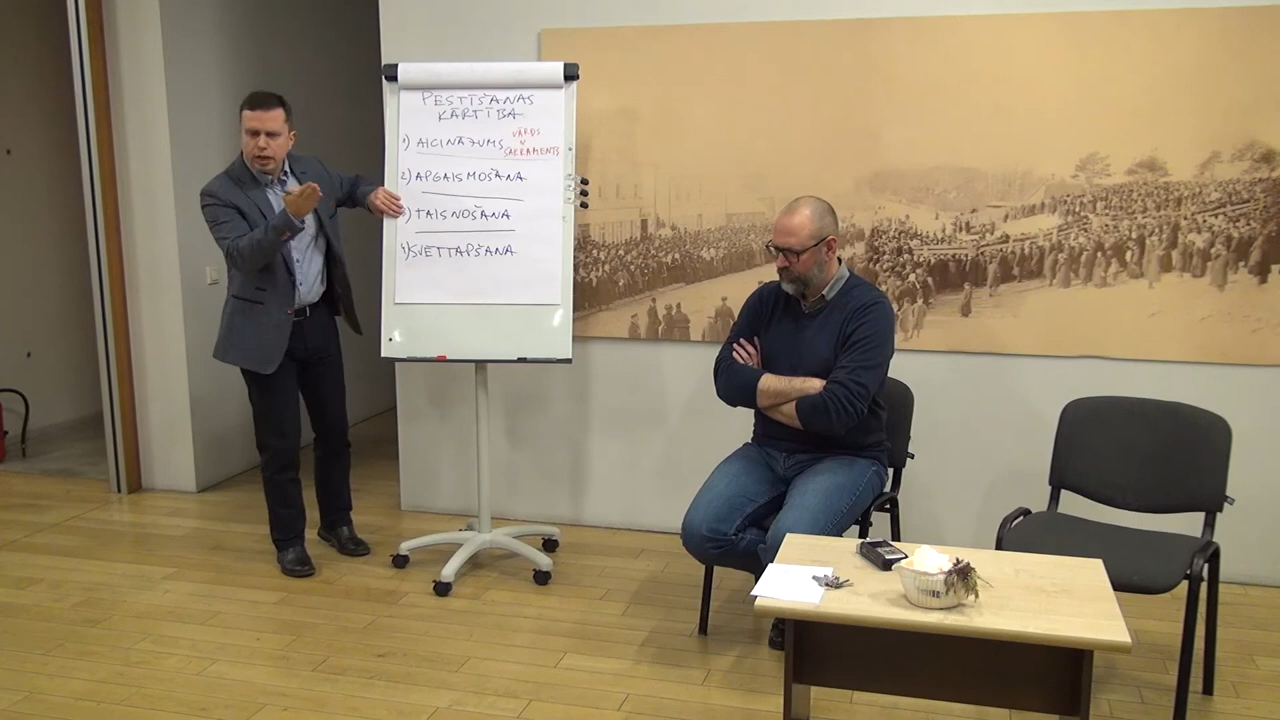 PESTĪŠANAS
KĀRTĪBA
1) AICINĀJUMS VĀRDS
SAKRAMENTS
2) APGAISMOŠANA
3) TAISNOŠANA
4) SVĒTTAPŠANA